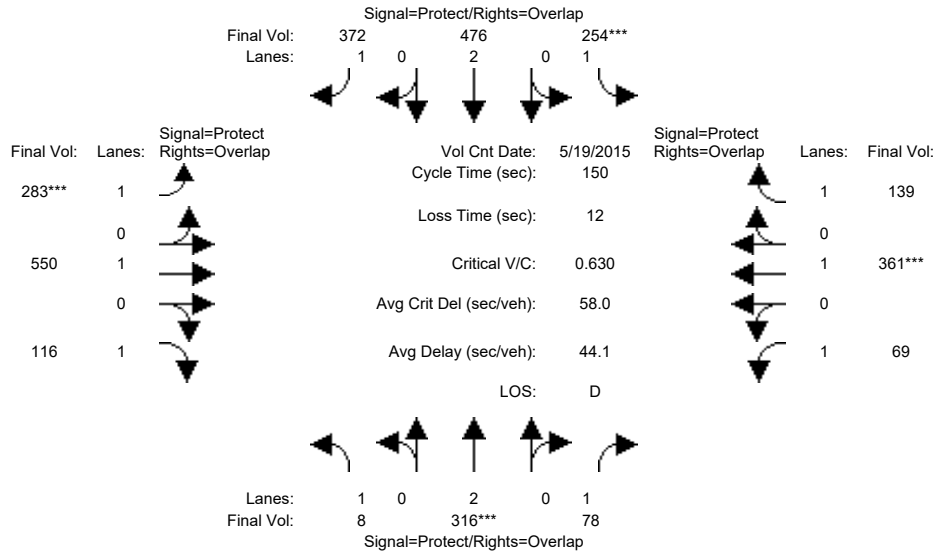 Signal=Protect/Rights=Overlap
Final Vol: 372 476 254***
Lanes: 1 0 2 0 1
Signal=Protect Signal=Protect
Final Vol: Lanes: Rights=Overlap Vol Cnt Date: 5/19/2015 Rights=Overlap Lanes: Final Vol:
Cycle Time (sec): 150
283*** 1 1 139
Loss Time (sec): 12
0 0
550 1 Critical V/C: 0.630 1 361***
0 Avg Crit Del (sec/veh): 58.0 0
116 1 Avg Delay (sec/veh): 44.1 1 69
LOS: D
Lanes: 1 0 2 0 1
Final Vol: 8 316*** 78
Signal=Protect/Rights=Overlap